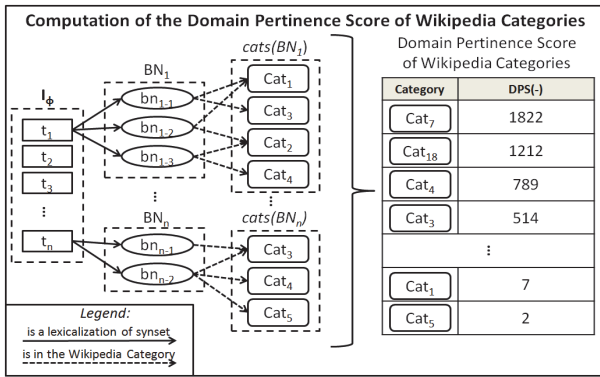 Computation of the Domain Pertinence Score of Wikipedia Categories
I_ϕ
t₁
t₂
t₃
⋮
tₙ
BN₁
bn₁₋₁
bn₁₋₂
bn₁₋₃
⋮
BNₙ
bnₙ₋₁
bnₙ₋₂
cats(BN₁)
Cat₁
Cat₃
Cat₂
Cat₄
⋮
cats(BNₙ)
Cat₃
Cat₄
Cat₅
Legend:
is a lexicalization of synset
is in the Wikipedia Category
Domain Pertinence Score
of Wikipedia Categories
Category DPS(-)
Cat₇ 1822
Cat₁₈ 1212
Cat₄ 789
Cat₃ 514
⋮
Cat₁ 7
Cat₅ 2